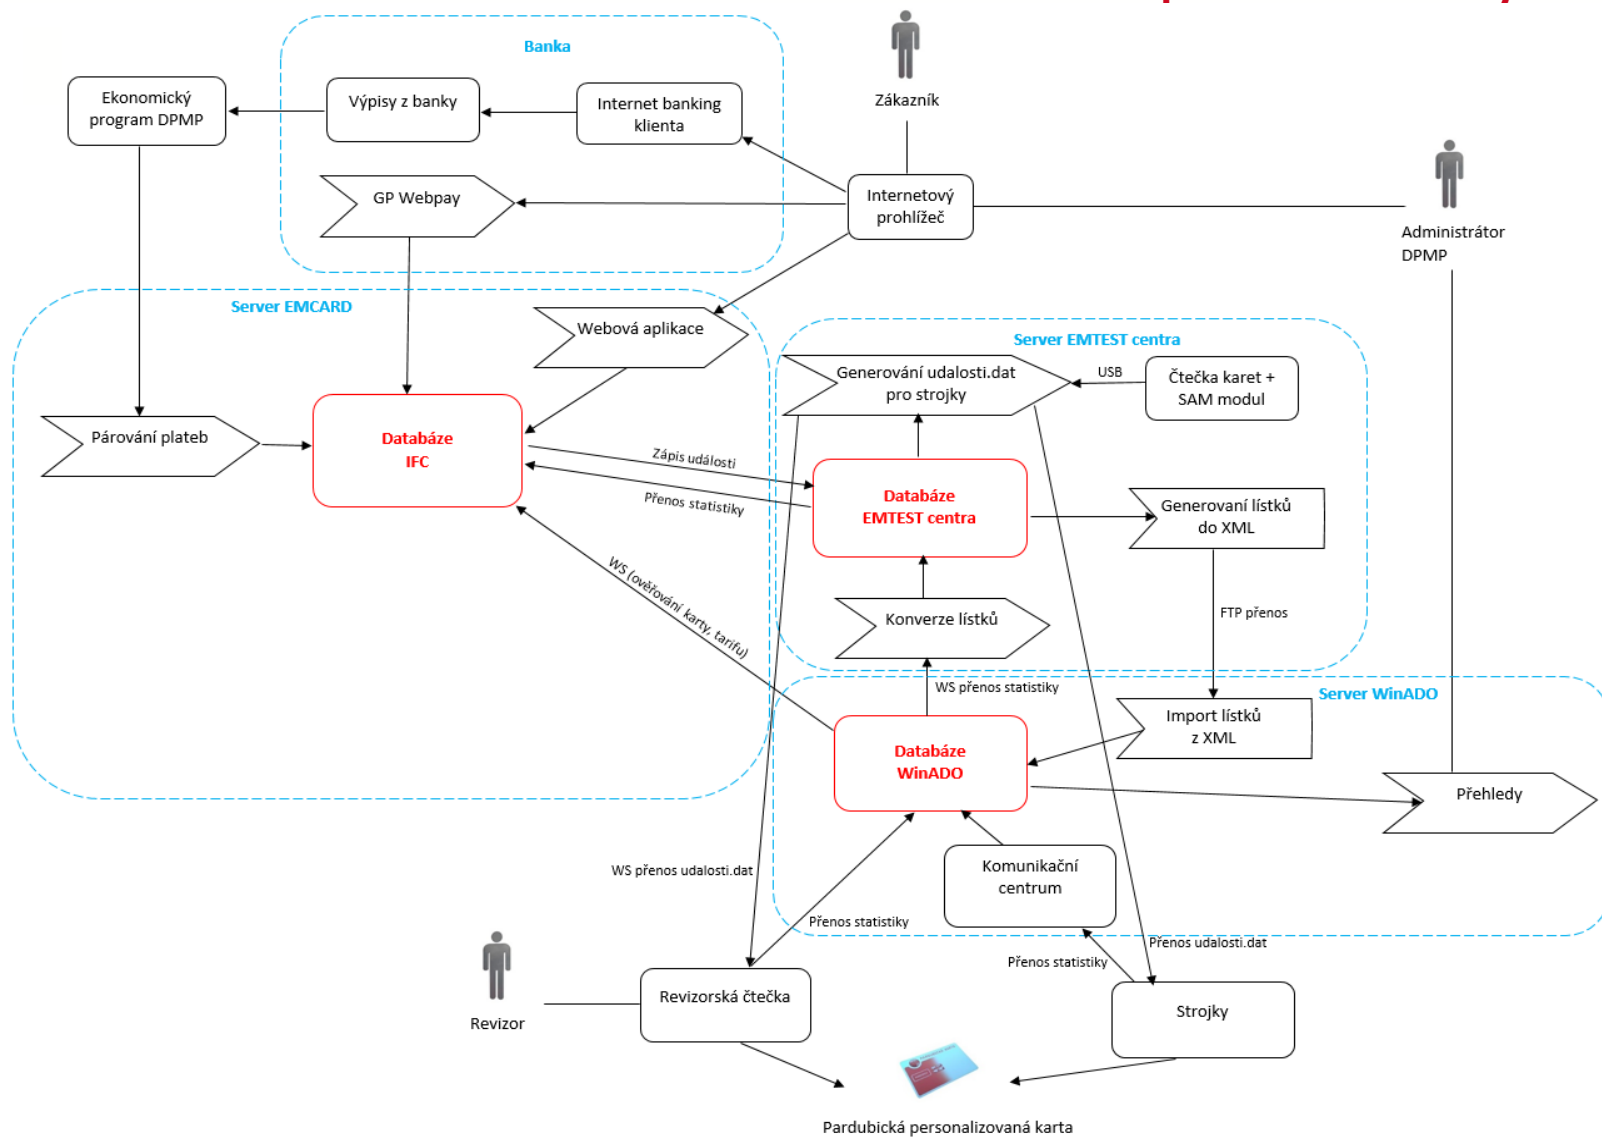 Banka
Zákazník
Ekonomický
program DPMP
Výpisy z banky
Internet banking
klienta
GP Webpay
Internetový
prohlížeč
Administrátor
DPMP
Server EMCARD
Webová aplikace
Server EMTEST centra
Generování udalosti.dat
pro strojky
USB
Čtečka karet +
SAM modul
Párování plateb
Databáze
IFC
Zápis události
Přenos statistiky
Databáze
EMTEST centra
Generovaní lístků
do XML
WS (ověřování karty, tarifu)
Konverze lístků
FTP přenos
WS přenos statistiky
Server WinADO
Import lístků
z XML
Databáze
WinADO
Přehledy
WS přenos udalosti.dat
Komunikační
centrum
Přenos statistiky
Přenos udalosti.dat
Přenos statistiky
Revizor
Revizorská čtečka
Strojky
Pardubická personalizovaná karta